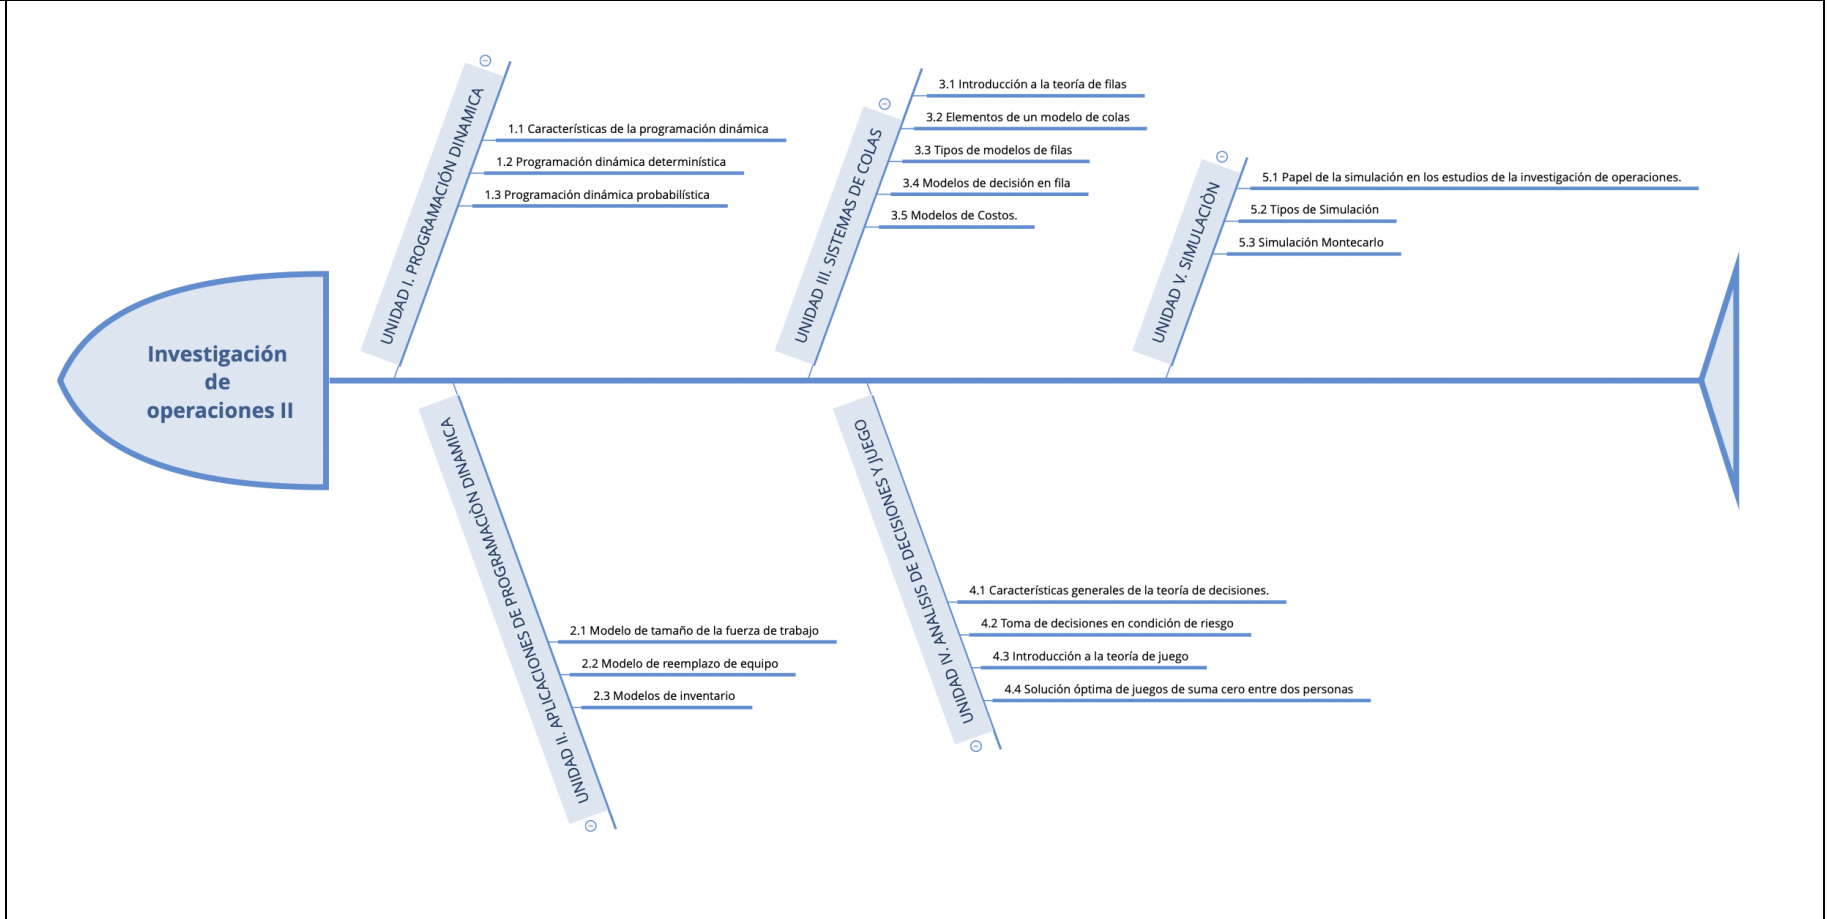 Investigación
de
operaciones II
UNIDAD I. PROGRAMACIÓN DINAMICA
1.1 Características de la programación dinámica
1.2 Programación dinámica determinística
1.3 Programación dinámica probabilística
UNIDAD II. APLICACIONES DE PROGRAMACIÒN DINAMICA
2.1 Modelo de tamaño de la fuerza de trabajo
2.2 Modelo de reemplazo de equipo
2.3 Modelos de inventario
UNIDAD III. SISTEMAS DE COLAS
3.1 Introducción a la teoría de filas
3.2 Elementos de un modelo de colas
3.3 Tipos de modelos de filas
3.4 Modelos de decisión en fila
3.5 Modelos de Costos.
UNIDAD IV. ANALISIS DE DECISIONES Y JUEGO
4.1 Características generales de la teoría de decisiones.
4.2 Toma de decisiones en condición de riesgo
4.3 Introducción a la teoría de juego
4.4 Solución óptima de juegos de suma cero entre dos personas
UNIDAD V. SIMULACIÒN
5.1 Papel de la simulación en los estudios de la investigación de operaciones.
5.2 Tipos de Simulación
5.3 Simulación Montecarlo